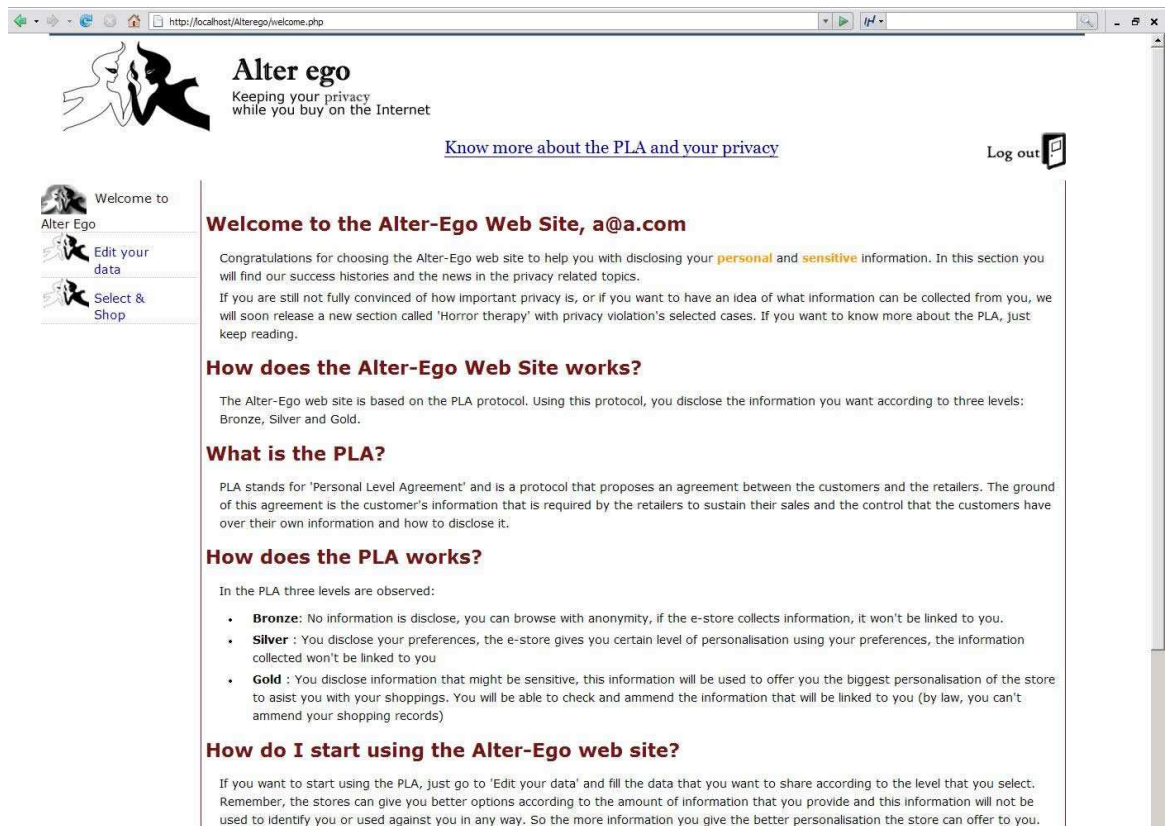 http://localhost/Alterego/welcome.php
Alter ego
Keeping your privacy
while you buy on the Internet
Know more about the PLA and your privacy
Log out
Welcome to
Alter Ego
Edit your
data
Select &
Shop
Welcome to the Alter-Ego Web Site, a@a.com
Congratulations for choosing the Alter-Ego web site to help you with disclosing your personal and sensitive information. In this section you
will find our success histories and the news in the privacy related topics.
If you are still not fully convinced of how important privacy is, or if you want to have an idea of what information can be collected from you, we
will soon release a new section called 'Horror therapy' with privacy violation's selected cases. If you want to know more about the PLA, just
keep reading.
How does the Alter-Ego Web Site works?
The Alter-Ego web site is based on the PLA protocol. Using this protocol, you disclose the information you want according to three levels:
Bronze, Silver and Gold.
What is the PLA?
PLA stands for 'Personal Level Agreement' and is a protocol that proposes an agreement between the customers and the retailers. The ground
of this agreement is the customer's information that is required by the retailers to sustain their sales and the control that the customers have
over their own information and how to disclose it.
How does the PLA works?
In the PLA three levels are observed:
• Bronze: No information is disclose, you can browse with anonymity, if the e-store collects information, it won't be linked to you.
• Silver : You disclose your preferences, the e-store gives you certain level of personalisation using your preferences, the information
collected won't be linked to you
• Gold : You disclose information that might be sensitive, this information will be used to offer you the biggest personalisation of the store
to asist you with your shoppings. You will be able to check and ammend the information that will be linked to you (by law, you can't
ammend your shopping records)
How do I start using the Alter-Ego web site?
If you want to start using the PLA, just go to 'Edit your data' and fill the data that you want to share according to the level that you select.
Remember, the stores can give you better options according to the amount of information that you provide and this information will not be
used to identify you or used against you in any way. So the more information you give the better personalisation the store can offer to you.